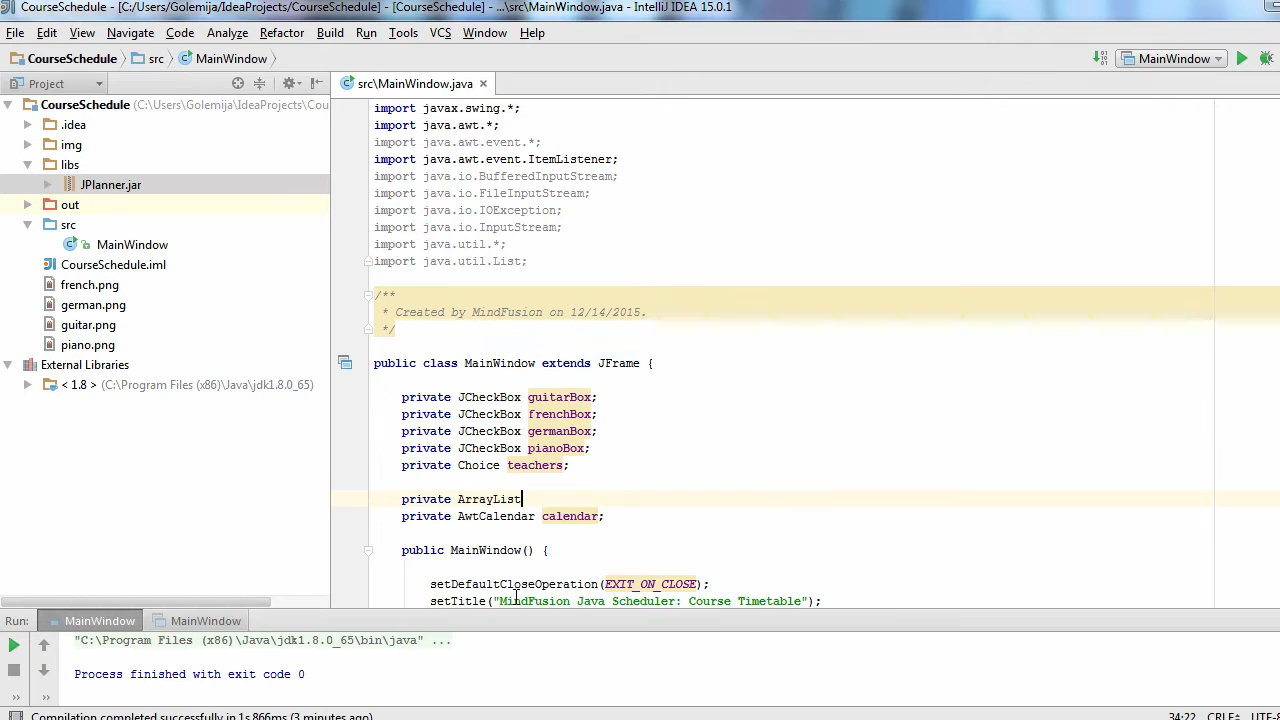 CourseSchedule - [C:/Users/Golemija/IdeaProjects/CourseSchedule] - [CourseSchedule] - ...\src\MainWindow.java - IntelliJ IDEA 15.0.1
File Edit View Navigate Code Analyze Refactor Build Run Tools VCS Window Help
CourseSchedule src MainWindow MainWindow
Project src\MainWindow.java
CourseSchedule (C:\Users\Golemija\IdeaProjects\Cou
.idea
img
libs
JPlanner.jar
out
src
MainWindow
CourseSchedule.iml
french.png
german.png
guitar.png
piano.png
External Libraries
< 1.8 > (C:\Program Files (x86)\Java\jdk1.8.0_65)
import javax.swing.*;
import java.awt.*;
import java.awt.event.*;
import java.awt.event.ItemListener;
import java.io.BufferedInputStream;
import java.io.FileInputStream;
import java.io.IOException;
import java.io.InputStream;
import java.util.*;
import java.util.List;
/**
* Created by MindFusion on 12/14/2015.
*/
public class MainWindow extends JFrame {
private JCheckBox guitarBox;
private JCheckBox frenchBox;
private JCheckBox germanBox;
private JCheckBox pianoBox;
private Choice teachers;
private ArrayList
private AwtCalendar calendar;
public MainWindow() {
setDefaultCloseOperation(EXIT_ON_CLOSE);
setTitle("MindFusion Java Scheduler: Course Timetable");
Run: MainWindow MainWindow
"C:\Program Files (x86)\Java\jdk1.8.0_65\bin\java" ...
Process finished with exit code 0
Compilation completed successfully in 1s 866ms (3 minutes ago) 34:22 CRLF÷ UTF-8